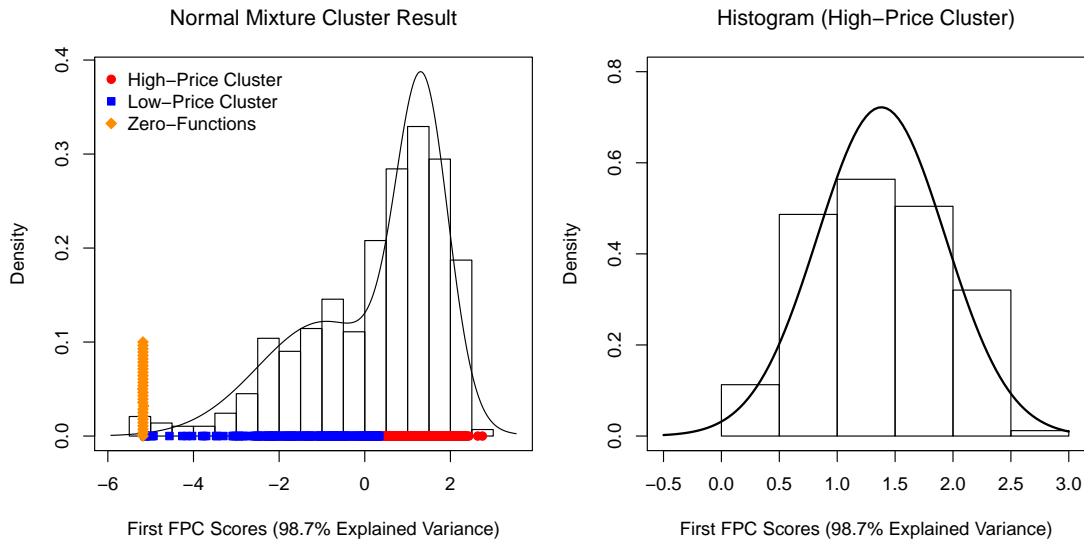 Normal Mixture Cluster Result
High−Price Cluster
Low−Price Cluster
Zero−Functions
Density
0.0
0.1
0.2
0.3
0.4
−6
−4
−2
0
2
First FPC Scores (98.7% Explained Variance)
Histogram (High−Price Cluster)
Density
0.0
0.2
0.4
0.6
0.8
−0.5
0.0
0.5
1.0
1.5
2.0
2.5
3.0
First FPC Scores (98.7% Explained Variance)